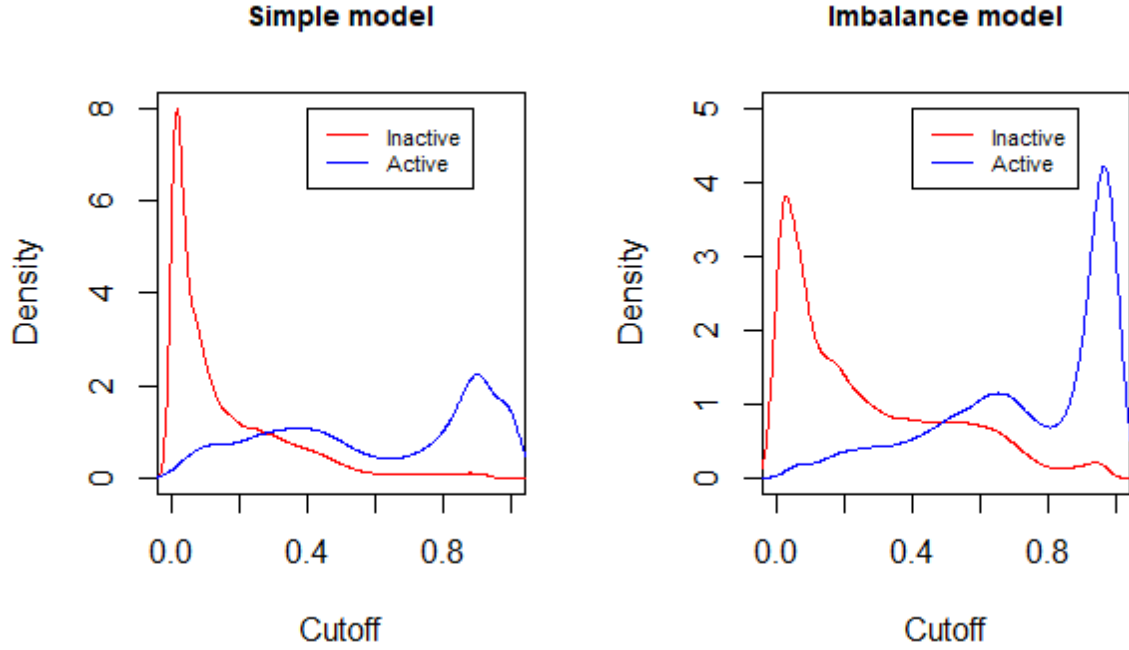 Simple model
Imbalance model
Density
8
6
4
2
0
Inactive
Active
0.0 0.4 0.8
Cutoff
Density
5
4
3
2
1
0
Inactive
Active
0.0 0.4 0.8
Cutoff